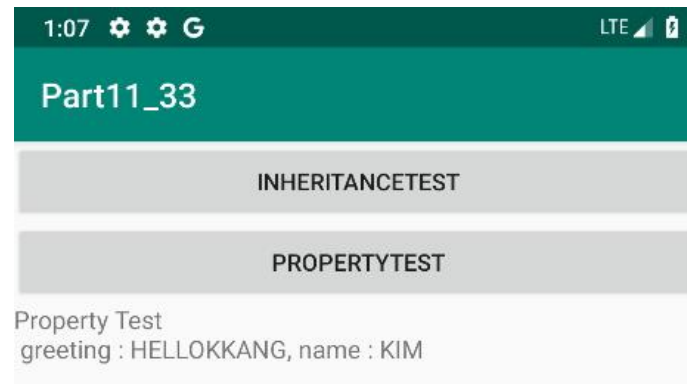 1:07 G LTE
Part11_33
INHERITANCETEST
PROPERTYTEST
Property Test
greeting : HELLOKKANG, name : KIM